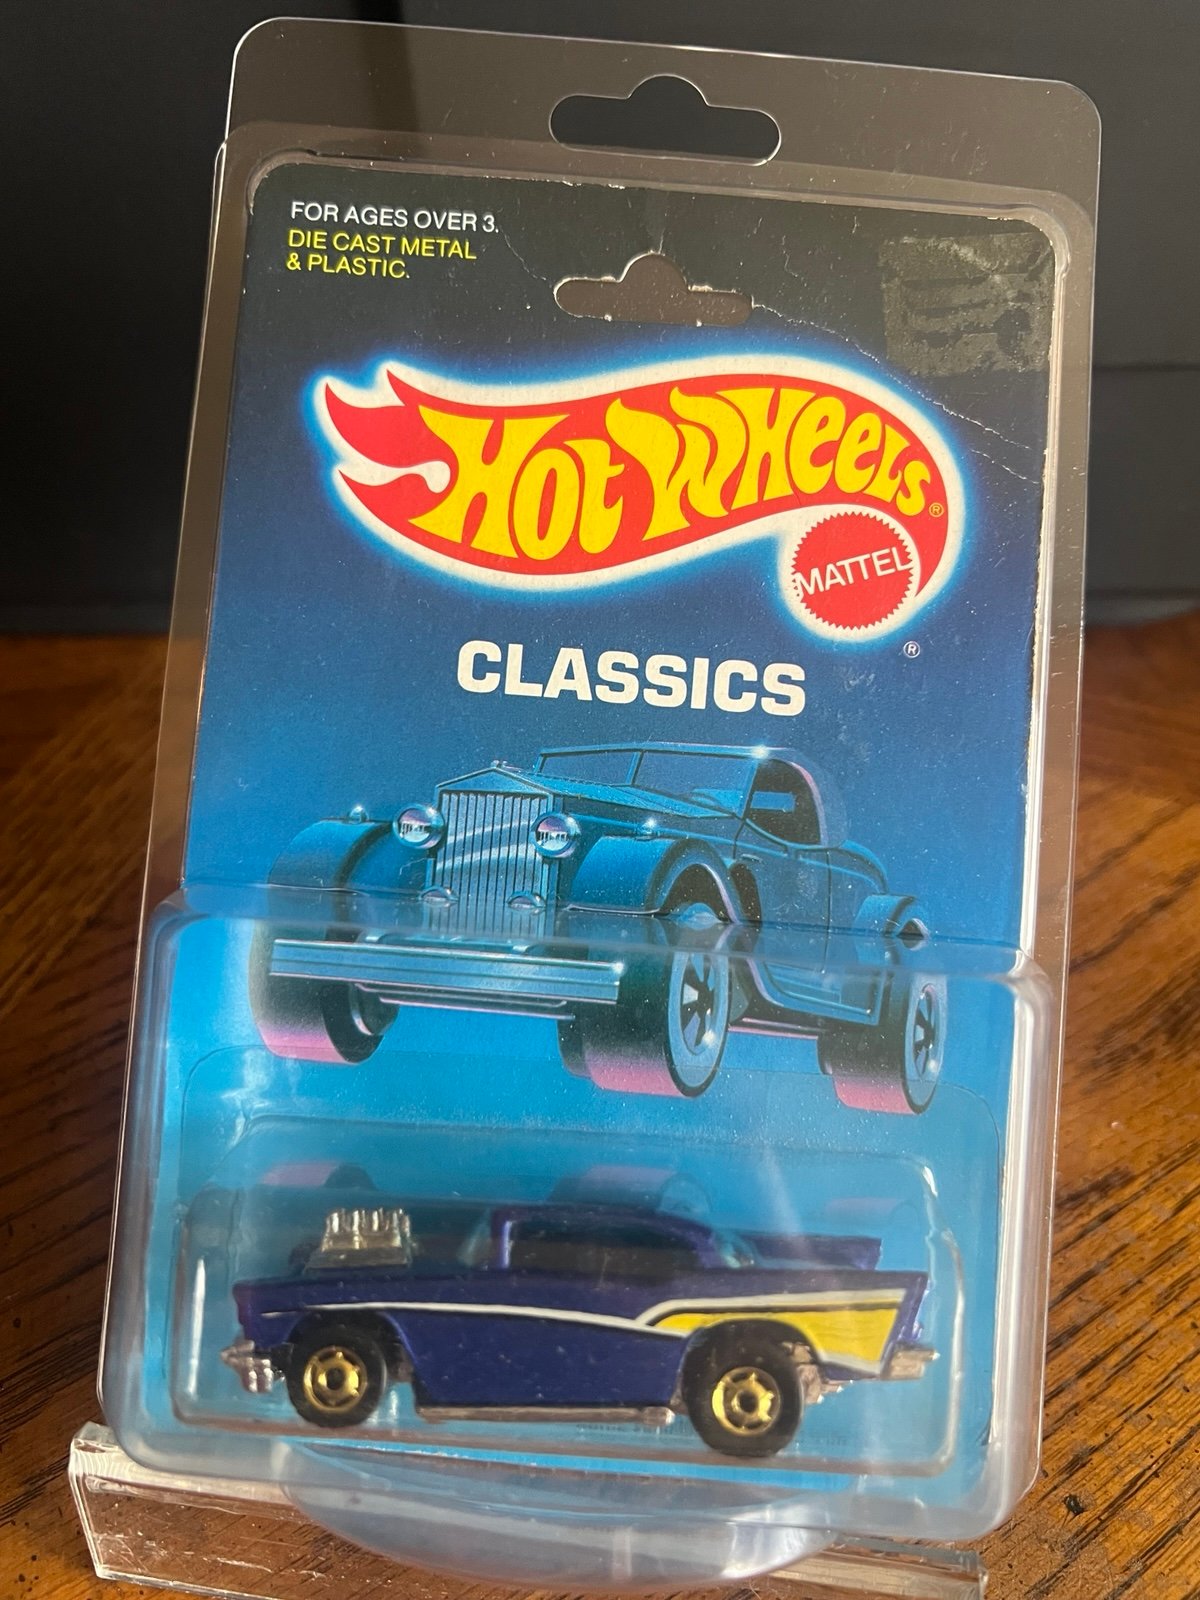 FOR AGES OVER 3.
DIE CAST METAL
& PLASTIC.
HOT WHEELS®
MATTEL
®
CLASSICS